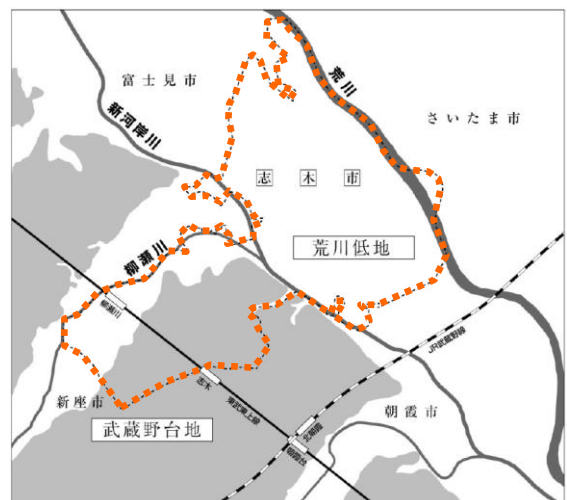 富士見市
荒川
さいたま市
新河岸川
志木市
荒川低地
柳瀬川
柳瀬川
JR武蔵野線
志木
新座市
東武東上線
朝霞市
武蔵野台地
北朝霞
朝霞台